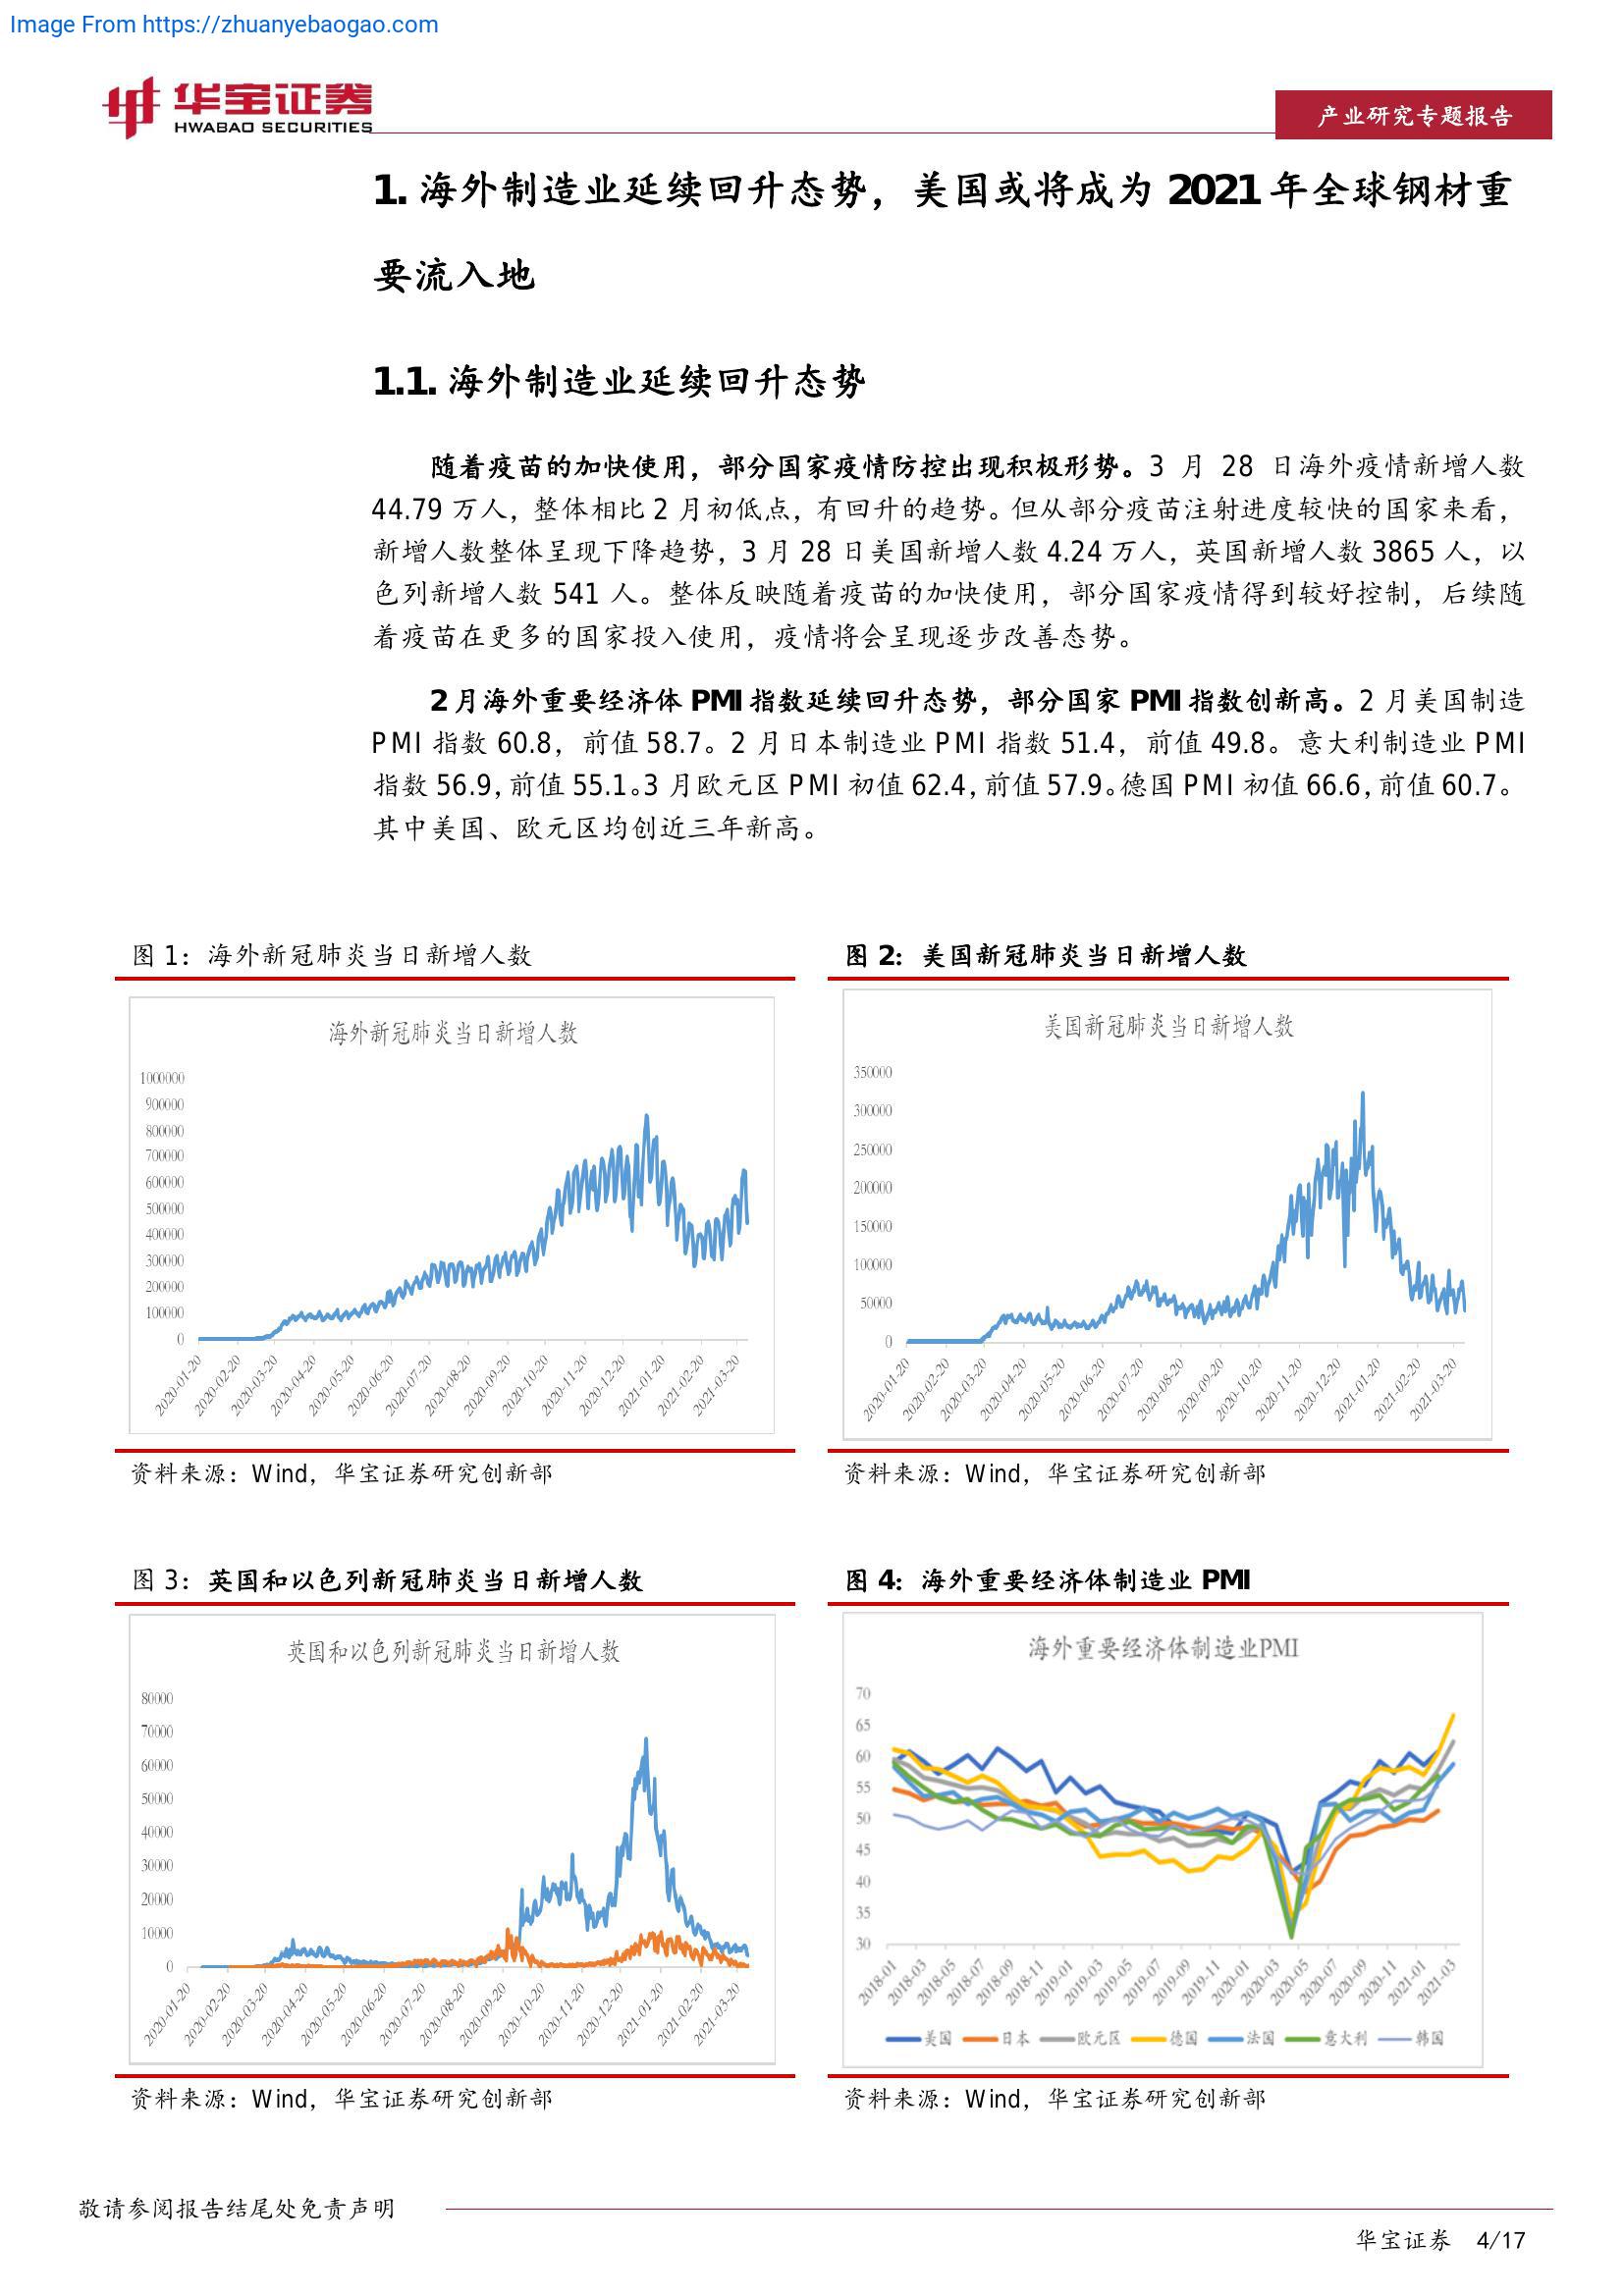 Image From https://zhuanyebaogao.com
华宝证券
HWABAO SECURITIES
产业研究专题报告
1. 海外制造业延续回升态势，美国或将成为 2021 年全球钢材重
要流入地
1.1. 海外制造业延续回升态势
随着疫苗的加快使用，部分国家疫情防控出现积极形势。3 月 28 日海外疫情新增人数
44.79 万人，整体相比 2 月初低点，有回升的趋势。但从部分疫苗注射进度较快的国家来看，
新增人数整体呈现下降趋势，3 月 28 日美国新增人数 4.24 万人，英国新增人数 3865 人，以
色列新增人数 541 人。整体反映随着疫苗的加快使用，部分国家疫情得到较好控制，后续随
着疫苗在更多的国家投入使用，疫情将会呈现逐步改善态势。
2 月海外重要经济体 PMI 指数延续回升态势，部分国家 PMI 指数创新高。2 月美国制造
PMI 指数 60.8，前值 58.7。2 月日本制造业 PMI 指数 51.4，前值 49.8。意大利制造业 PMI
指数 56.9，前值 55.1。3 月欧元区 PMI 初值 62.4，前值 57.9。德国 PMI 初值 66.6，前值 60.7。
其中美国、欧元区均创近三年新高。
图 1：海外新冠肺炎当日新增人数
海外新冠肺炎当日新增人数
1000000
900000
800000
700000
600000
500000
400000
300000
200000
100000
0
2020-01-20 2020-02-20 2020-03-20 2020-04-20 2020-05-20 2020-06-20 2020-07-20 2020-08-20 2020-09-20 2020-10-20 2020-11-20 2020-12-20 2021-01-20 2021-02-20 2021-03-20
资料来源：Wind，华宝证券研究创新部
图 2：美国新冠肺炎当日新增人数
美国新冠肺炎当日新增人数
350000
300000
250000
200000
150000
100000
50000
0
2020-01-20 2020-02-20 2020-03-20 2020-04-20 2020-05-20 2020-06-20 2020-07-20 2020-08-20 2020-09-20 2020-10-20 2020-11-20 2020-12-20 2021-01-20 2021-02-20 2021-03-20
资料来源：Wind，华宝证券研究创新部
图 3：英国和以色列新冠肺炎当日新增人数
英国和以色列新冠肺炎当日新增人数
80000
70000
60000
50000
40000
30000
20000
10000
0
2020-01-20 2020-02-20 2020-03-20 2020-04-20 2020-05-20 2020-06-20 2020-07-20 2020-08-20 2020-09-20 2020-10-20 2020-11-20 2020-12-20 2021-01-20 2021-02-20 2021-03-20
资料来源：Wind，华宝证券研究创新部
图 4：海外重要经济体制造业 PMI
海外重要经济体制造业PMI
70
65
60
55
50
45
40
35
30
2018-01 2018-03 2018-05 2018-07 2018-09 2018-11 2019-01 2019-03 2019-05 2019-07 2019-09 2019-11 2020-01 2020-03 2020-05 2020-07 2020-09 2020-11 2021-01 2021-03
美国 日本 欧元区 德国 法国 意大利 韩国
资料来源：Wind，华宝证券研究创新部
敬请参阅报告结尾处免责声明
华宝证券 4/17